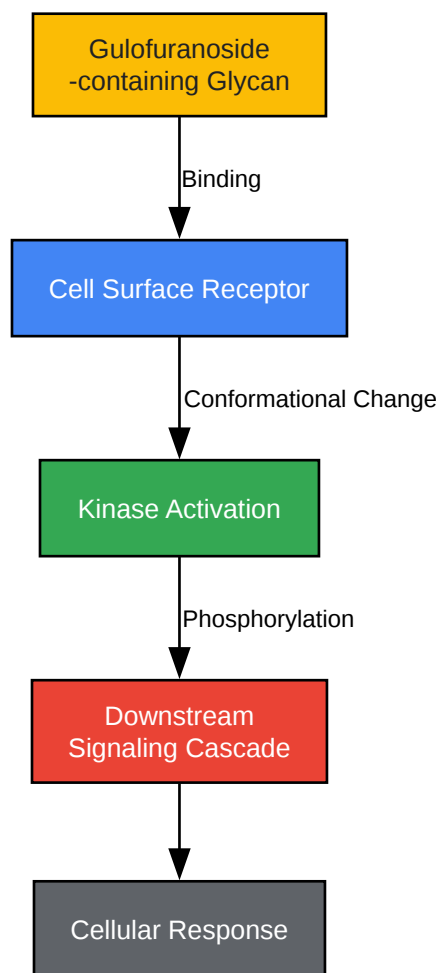 Gulofuranoside
-containing Glycan
Binding
Cell Surface Receptor
Conformational Change
Kinase Activation
Phosphorylation
Downstream
Signaling Cascade
Cellular Response